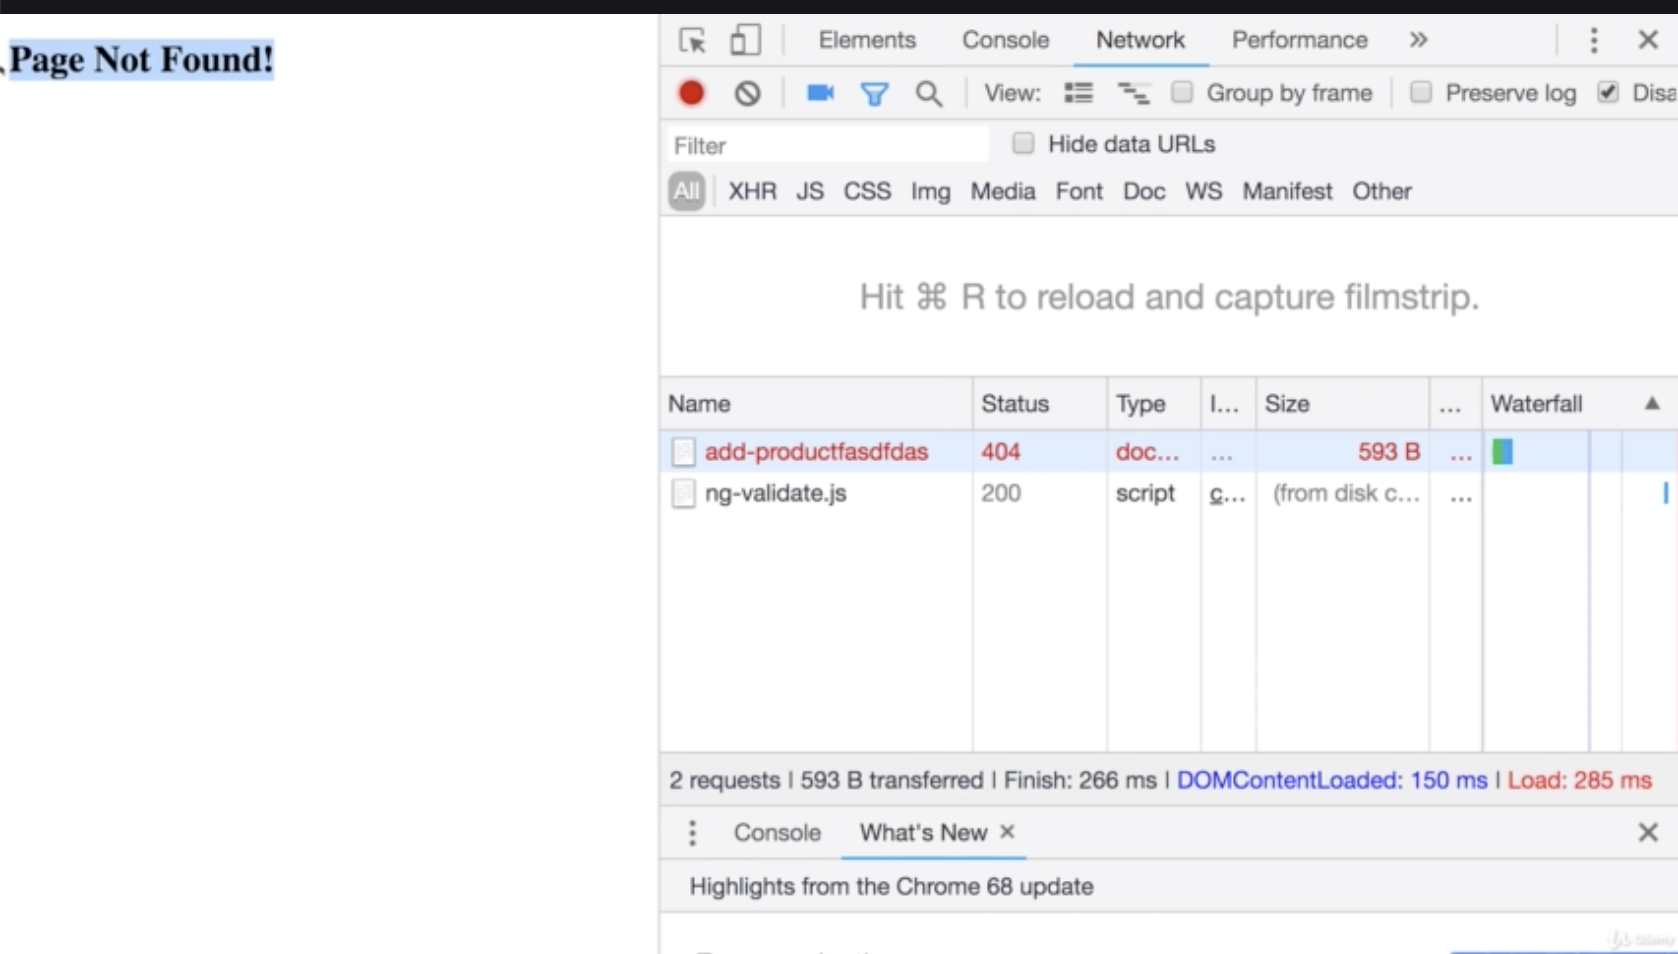 Page Not Found!
Elements Console Network Performance »
View: Group by frame Preserve log Disa
Filter Hide data URLs
All XHR JS CSS Img Media Font Doc WS Manifest Other
Hit ⌘ R to reload and capture filmstrip.
Name Status Type I... Size ... Waterfall ▲
add-productfasdfdas 404 doc... ... 593 B ...
ng-validate.js 200 script c... (from disk c... ...
2 requests | 593 B transferred | Finish: 266 ms | DOMContentLoaded: 150 ms | Load: 285 ms
Console What's New ×
Highlights from the Chrome 68 update
Udemy